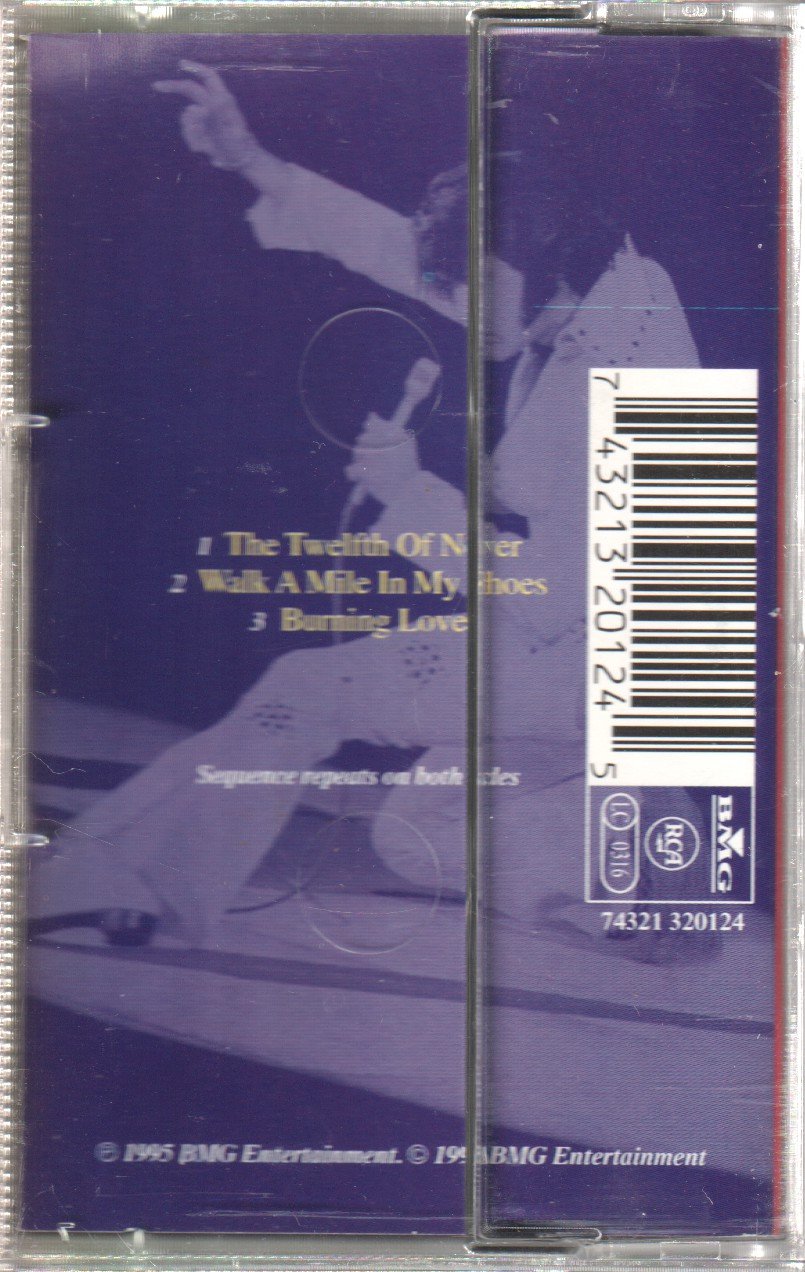 1 The Twelfth Of Never
2 Walk A Mile In My Shoes
3 Burning Love
Sequence repeats on both sides
7 43213 20124 5
LC 0316
RCA
BMG
74321 320124
℗ 1995 BMG Entertainment. © 199 BMG Entertainment